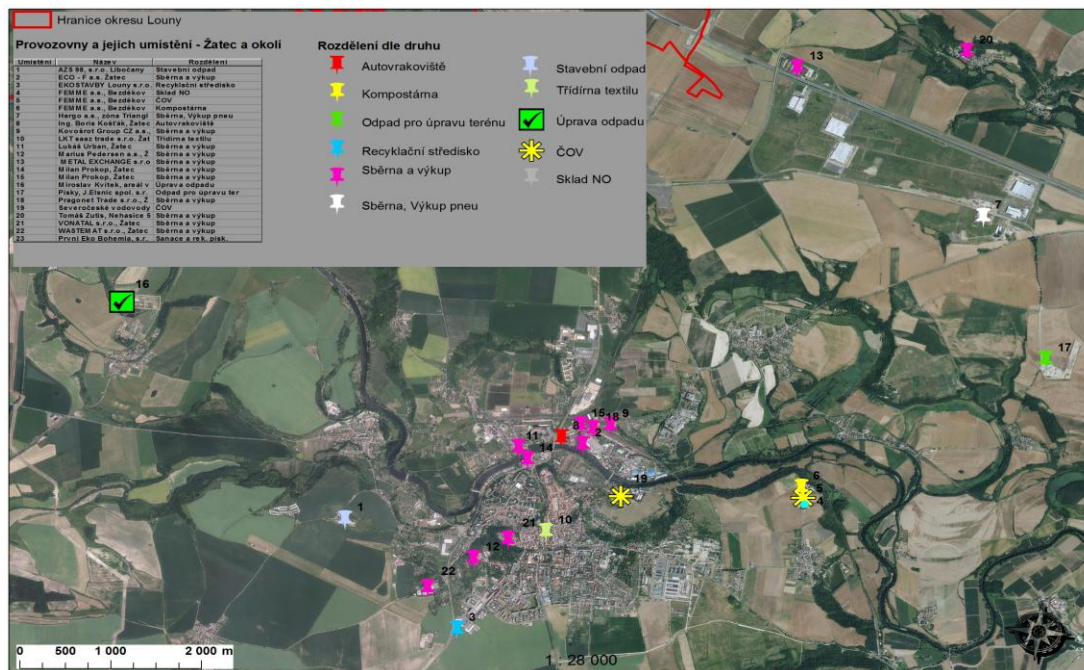 Hranice okresu Louny
Provozovny a jejich umístění - Žatec a okolí
Umístění Název Rozdělení
1 AZS 98, s.r.o. Libočany Stavební odpad
2 ECO - F a.s. Žatec Sběrna a výkup
3 EKOSTAVBY Louny s.r.o. Recyklační středisko
4 FEMME a.s., Bezděkov Sklad NO
5 FEMME a.s., Bezděkov ČOV
6 FEMME a.s., Bezděkov Kompostárna
7 Hergo a.s., zóna Triangl Sběrna, Výkup pneu
8 Ing. Boris Košťák, Žatec Autovrakoviště
9 Kovošrot Group CZ a.s., Sběrna a výkup
10 LKT saaz trade s.r.o. Žat Třídírna textilu
11 Lukáš Urban, Žatec Sběrna a výkup
12 Marius Pedersen a.s., Ž Sběrna a výkup
13 METAL EXCHANGE s.r.o Sběrna a výkup
14 Milan Prokop, Žatec Sběrna a výkup
15 Milan Prokop, Žatec Sběrna a výkup
16 Miroslav Kvítek, areál v Úprava odpadu
17 Písky, J.Elsnic spol. s r. Odpad pro úpravu ter
18 Pragonet Trade s.r.o., Ž Sběrna a výkup
19 Severočeské vodovody ČOV
20 Tomáš Zutis, Nehasice 5 Sběrna a výkup
21 VONATAL s.r.o., Žatec Sběrna a výkup
22 WASTEMAT s.r.o., Žatec Sběrna a výkup
23 První Eko Bohemia, s.r. Sanace a rek. písk.
Rozdělení dle druhu
Autovrakoviště
Kompostárna
Odpad pro úpravu terénu
Recyklační středisko
Sběrna a výkup
Sběrna, Výkup pneu
Stavební odpad
Třídírna textilu
Úprava odpadu
ČOV
Sklad NO
20
13
7
16
17
15
18
9
8
2
11
14
19
6
5
4
1
21
10
12
22
3
0 500 1 000 2 000 m
1 : 28 000